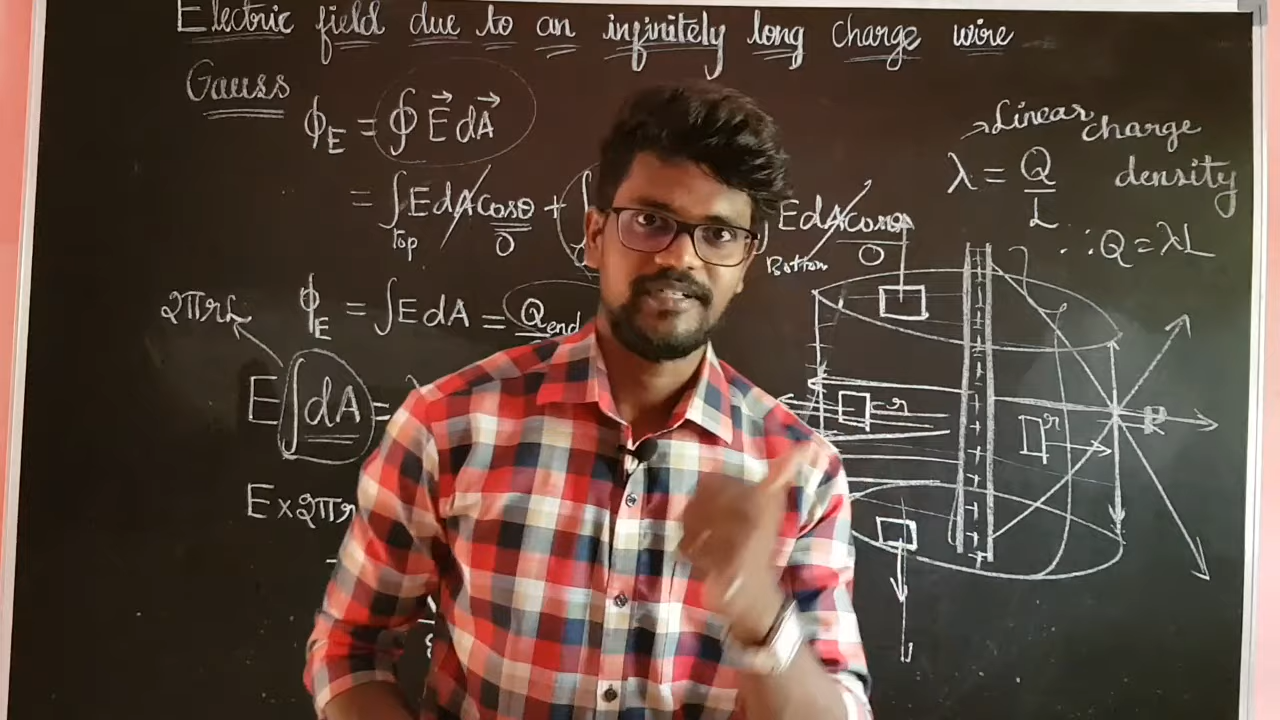 Electric field due to an infinitely long charge wire
Gauss
ϕE = ∮ E⃗ dA⃗
= ∫ E dA cosθ +
top
0
E dA cosθ
Bottom
0
ϕE = ∫ E dA = Qend
2πrL
E ∫ dA =
E × 2πr
→ Linear charge density
λ = Q/L
∴ Q = λL
r
r
P